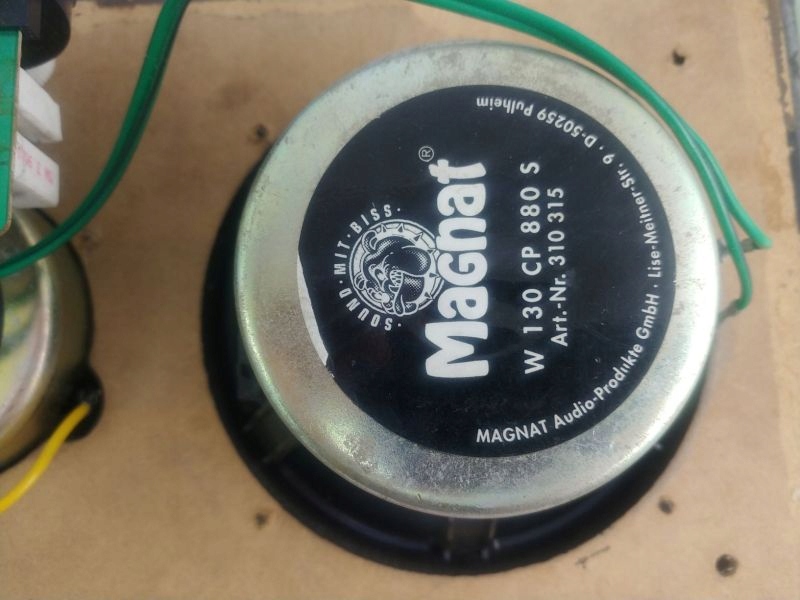 · SOUND · MIT · BISS ·
Magnat®
W 130 CP 880 S
Art.-Nr. 310 315
MAGNAT Audio-Produkte GmbH · Lise-Meitner-Str. 9 · D-50259 Pulheim